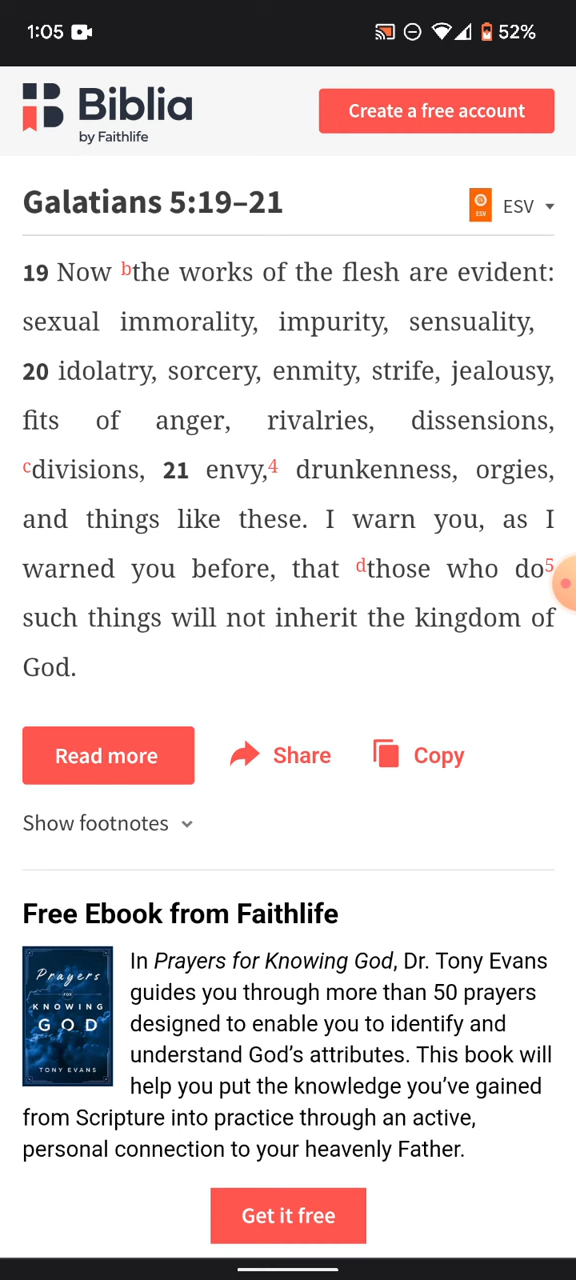 1:05
52%
Biblia
by Faithlife
Create a free account
Galatians 5:19–21
ESV
ESV
19 Now bthe works of the flesh are evident:
sexual immorality, impurity, sensuality,
20 idolatry, sorcery, enmity, strife, jealousy,
fits of anger, rivalries, dissensions,
cdivisions, 21 envy,4 drunkenness, orgies,
and things like these. I warn you, as I
warned you before, that dthose who do5
such things will not inherit the kingdom of
God.
Read more
Share
Copy
Show footnotes
Free Ebook from Faithlife
Prayers
FOR
KNOWING
GOD
TONY EVANS
In Prayers for Knowing God, Dr. Tony Evans
guides you through more than 50 prayers
designed to enable you to identify and
understand God’s attributes. This book will
help you put the knowledge you’ve gained
from Scripture into practice through an active,
personal connection to your heavenly Father.
Get it free